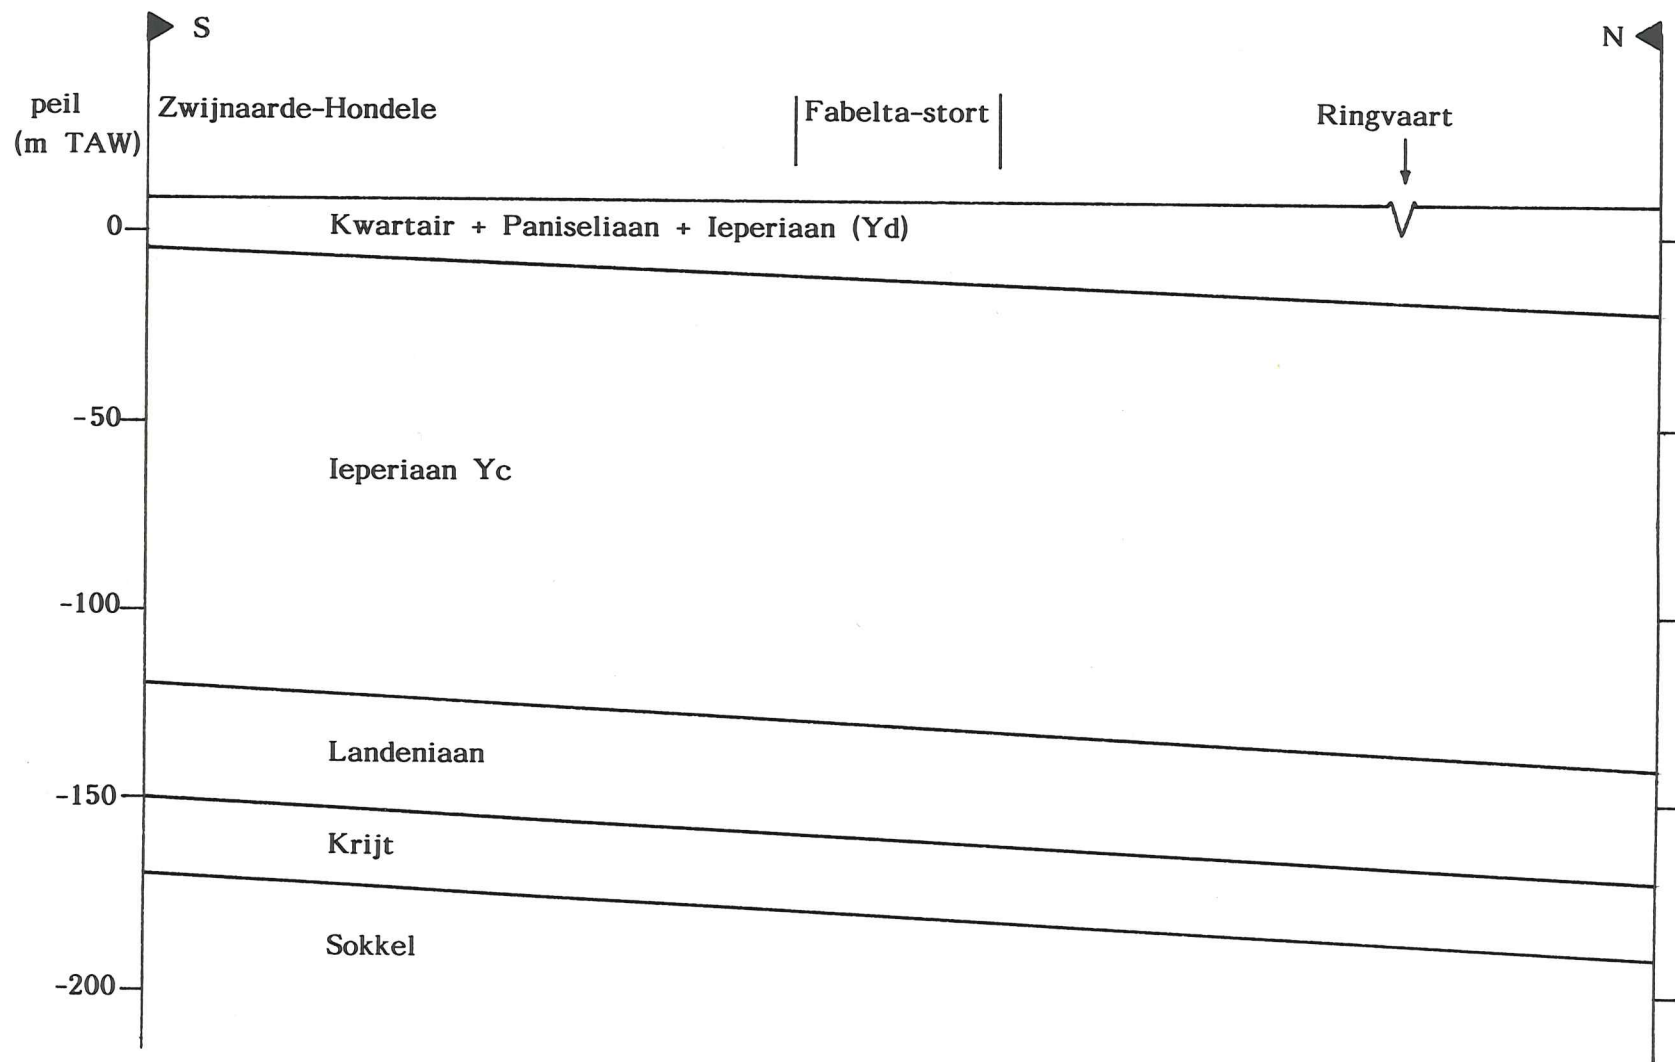 S
N
peil
(m TAW)
Zwijnaarde-Hondele
Fabelta-stort
Ringvaart
0
Kwartair + Paniseliaan + Ieperiaan (Yd)
-50
Ieperiaan Yc
-100
Landeniaan
-150
Krijt
Sokkel
-200